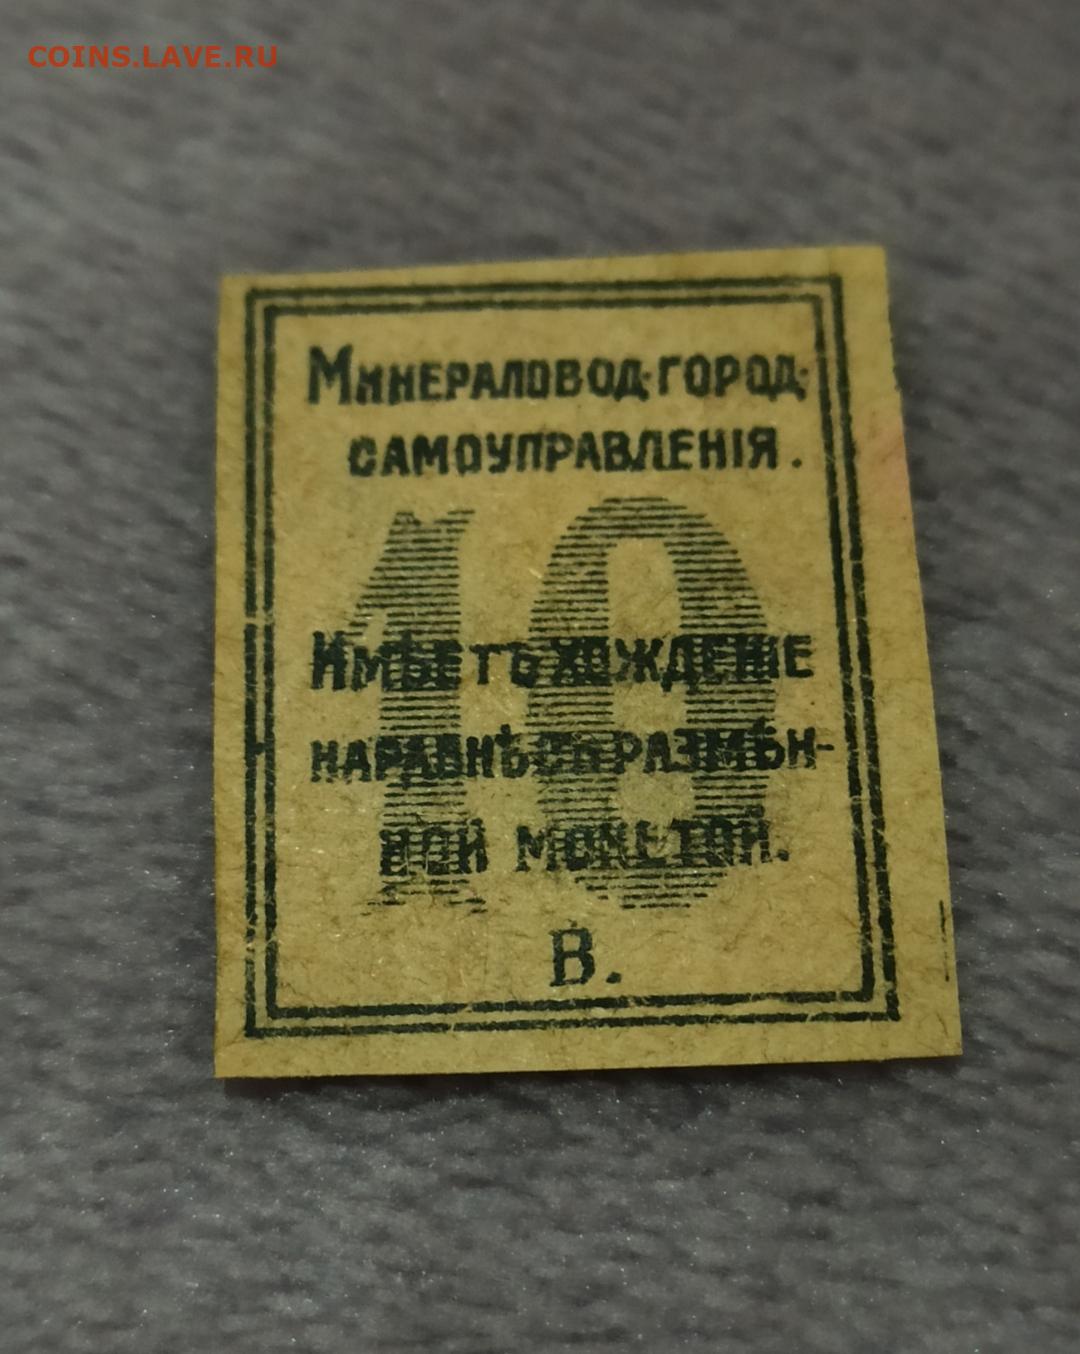 COINS.LAVE.RU
Минераловод. город.
самоуправленія.
10
Имѣетъ хожденіе
наравнѣ съ размѣн-
ной монетой.
В.